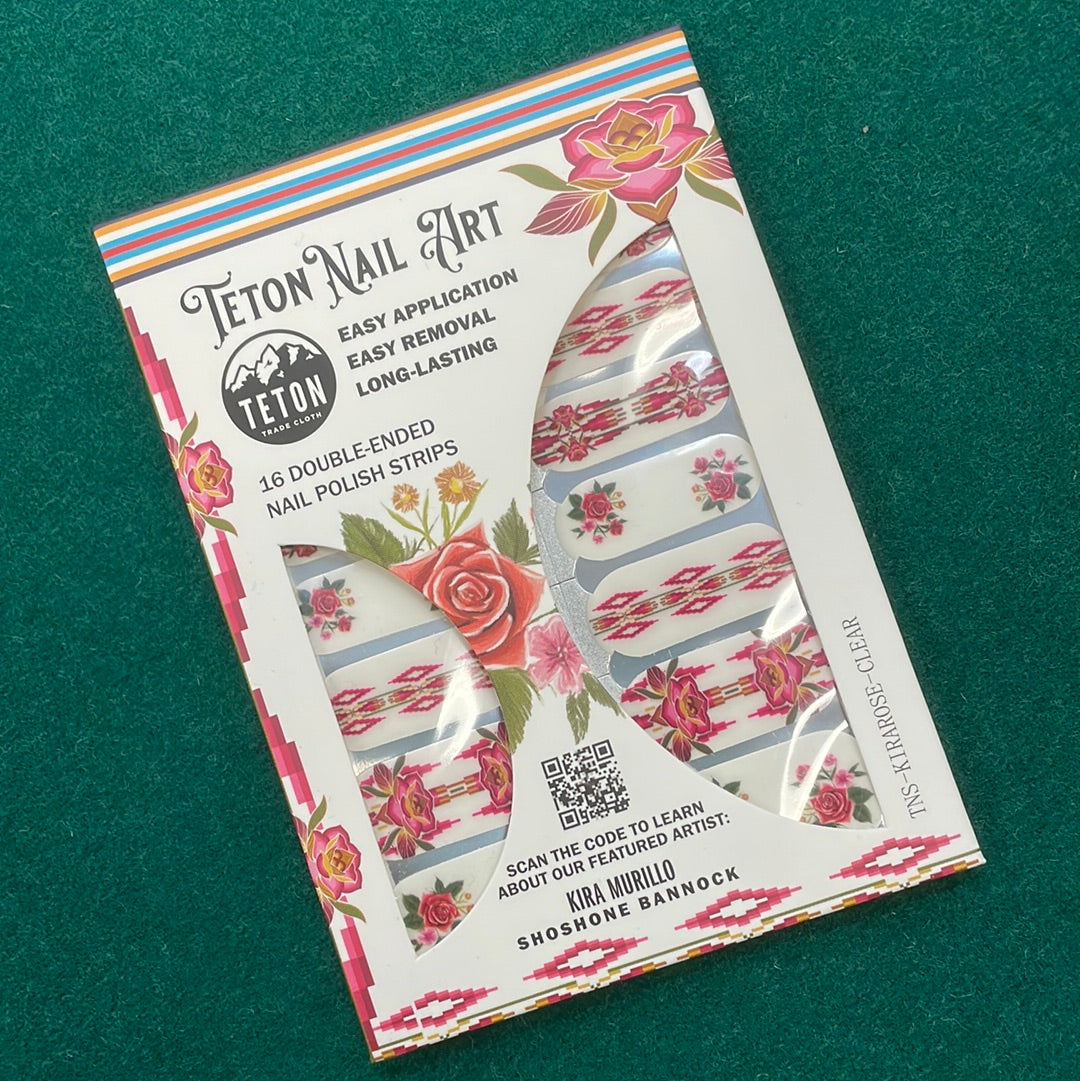 TETON NAIL ART
EASY APPLICATION
EASY REMOVAL
LONG-LASTING
TETON
TRADE CLOTH
16 DOUBLE-ENDED
NAIL POLISH STRIPS
SCAN THE CODE TO LEARN
ABOUT OUR FEATURED ARTIST:
KIRA MURILLO
SHOSHONE BANNOCK
TNS-KIRAROSE-CLEAR